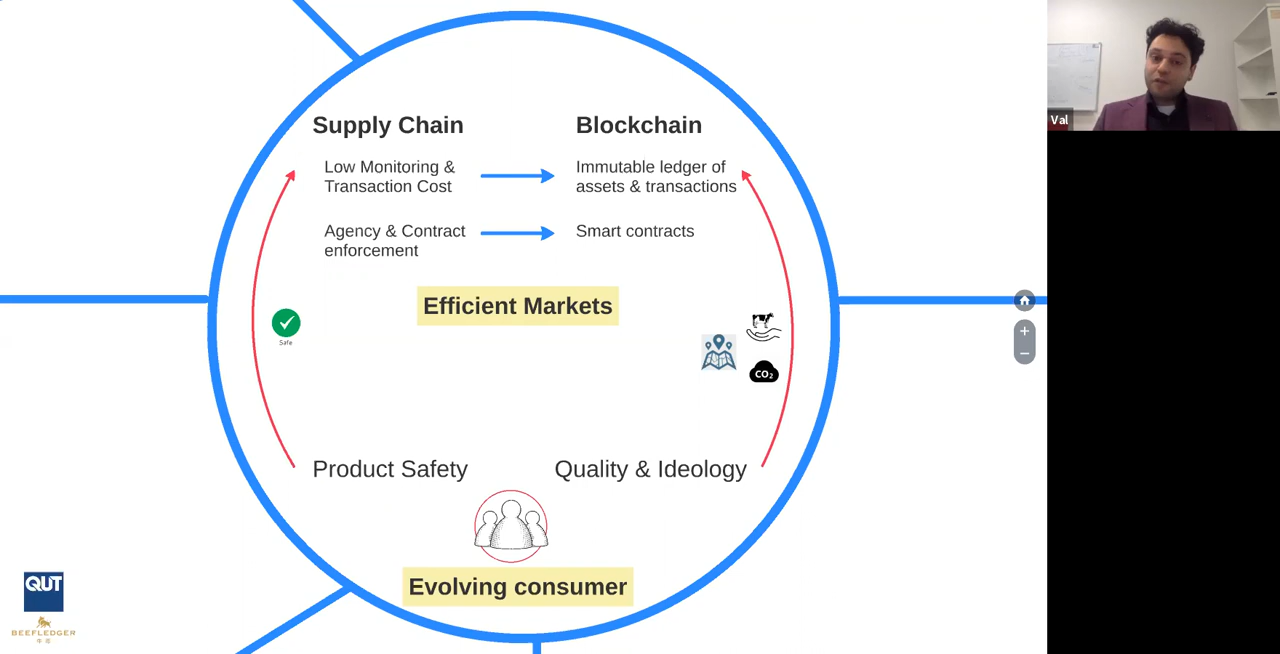 Supply Chain
Blockchain
Low Monitoring &
Transaction Cost
Immutable ledger of
assets & transactions
Agency & Contract
enforcement
Smart contracts
Efficient Markets
Safe
CO2
Product Safety
Quality & Ideology
Evolving consumer
QUT
BEEFLEDGER
Val
+
−